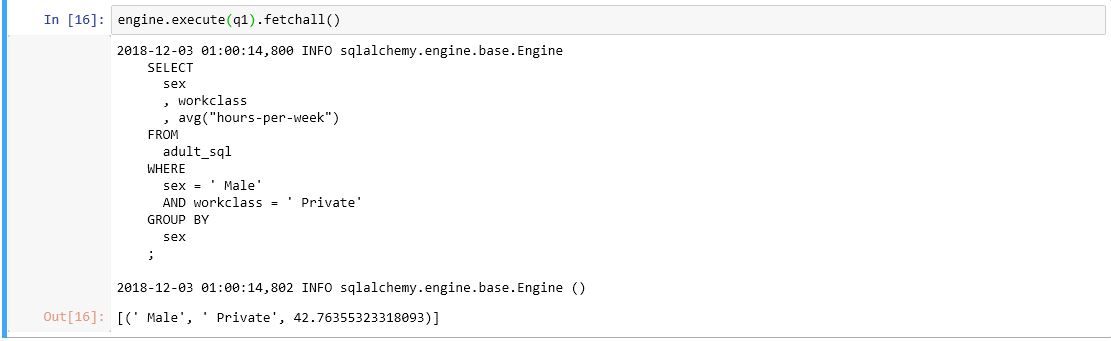 In [16]: engine.execute(q1).fetchall()
2018-12-03 01:00:14,800 INFO sqlalchemy.engine.base.Engine
    SELECT
      sex
      , workclass
      , avg("hours-per-week")
    FROM
      adult_sql
    WHERE
      sex = ' Male'
      AND workclass = ' Private'
    GROUP BY
      sex
    ;
2018-12-03 01:00:14,802 INFO sqlalchemy.engine.base.Engine ()
Out[16]: [(' Male', ' Private', 42.76355323318093)]